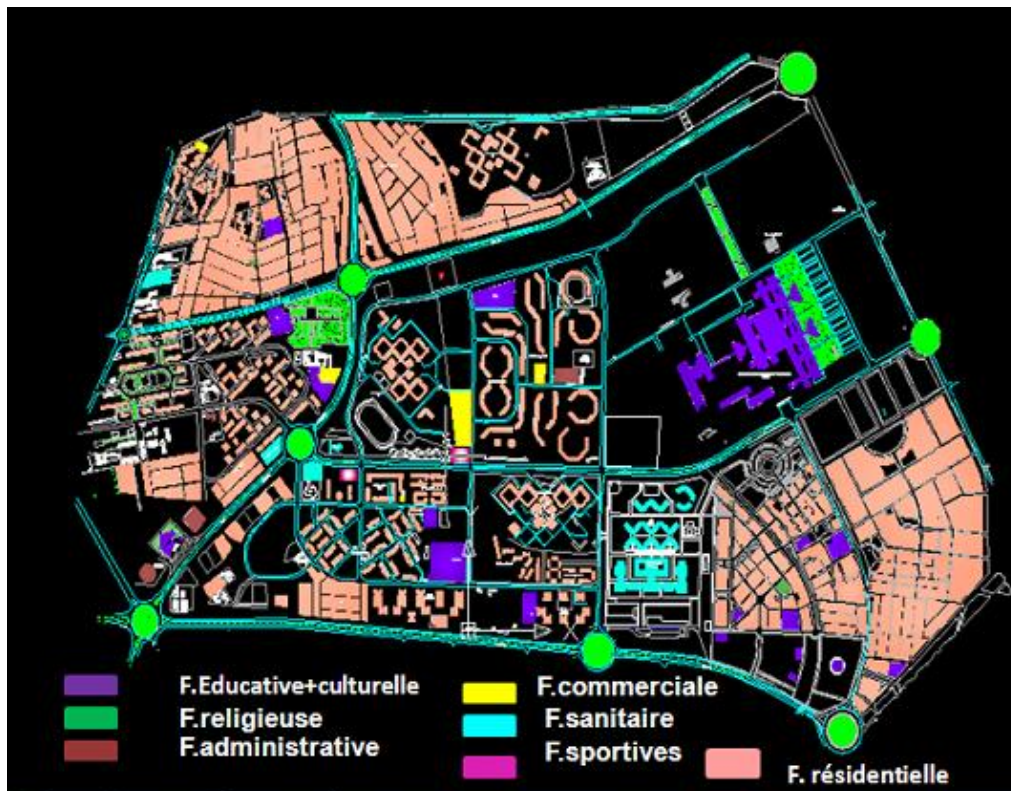 F.Educative+culturelle
F.religieuse
F.administrative
F.commerciale
F.sanitaire
F.sportives
F. résidentielle